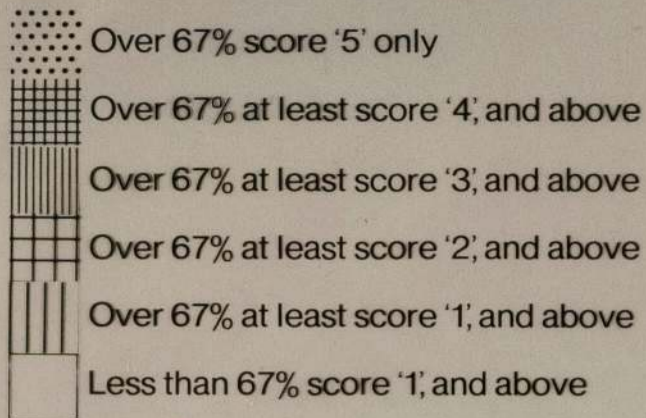 Over 67% score ‘5’ only
Over 67% at least score ‘4’, and above
Over 67% at least score ‘3’, and above
Over 67% at least score ‘2’, and above
Over 67% at least score ‘1’, and above
Less than 67% score ‘1’, and above